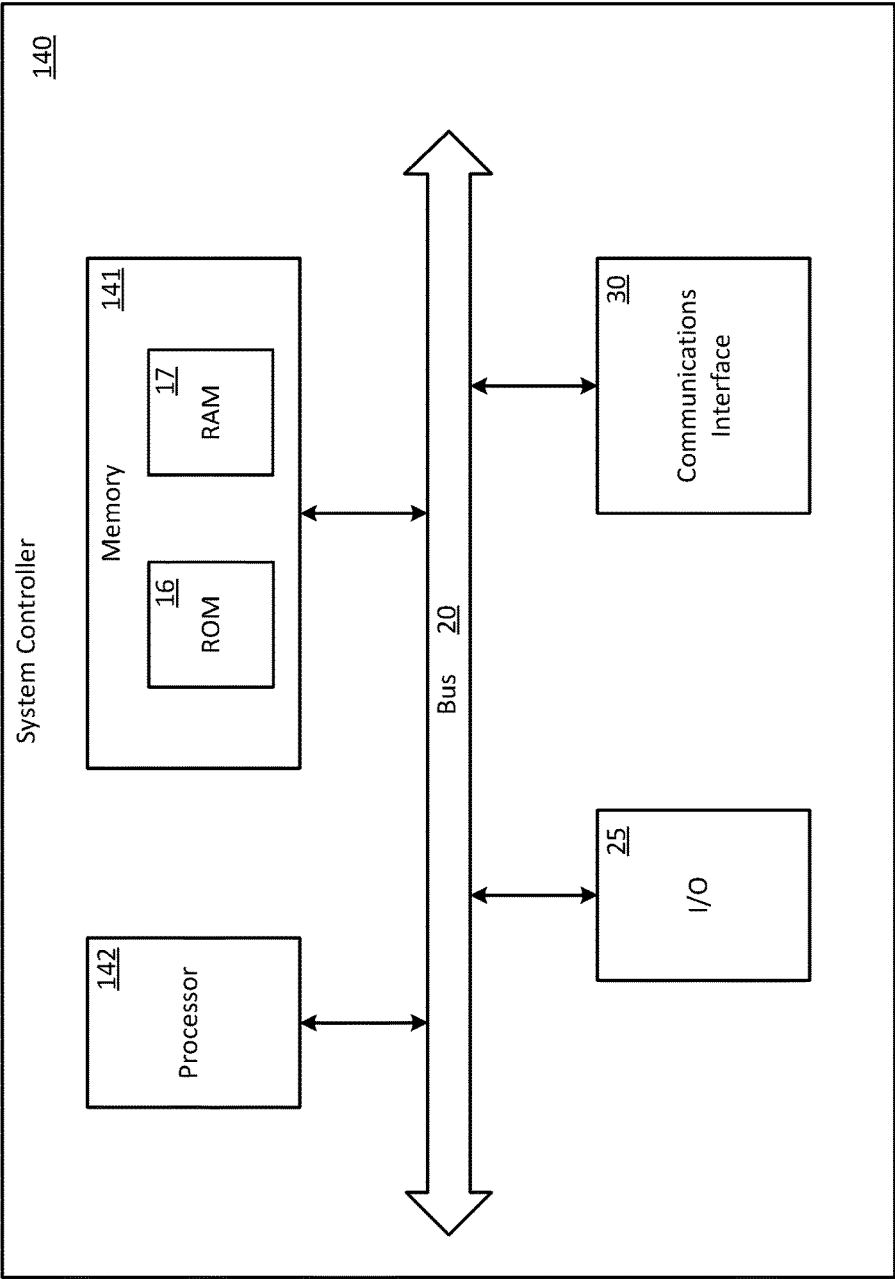 System Controller
140
142
Processor
Memory
141
16
ROM
17
RAM
Bus 20
25
I/O
30
Communications
Interface